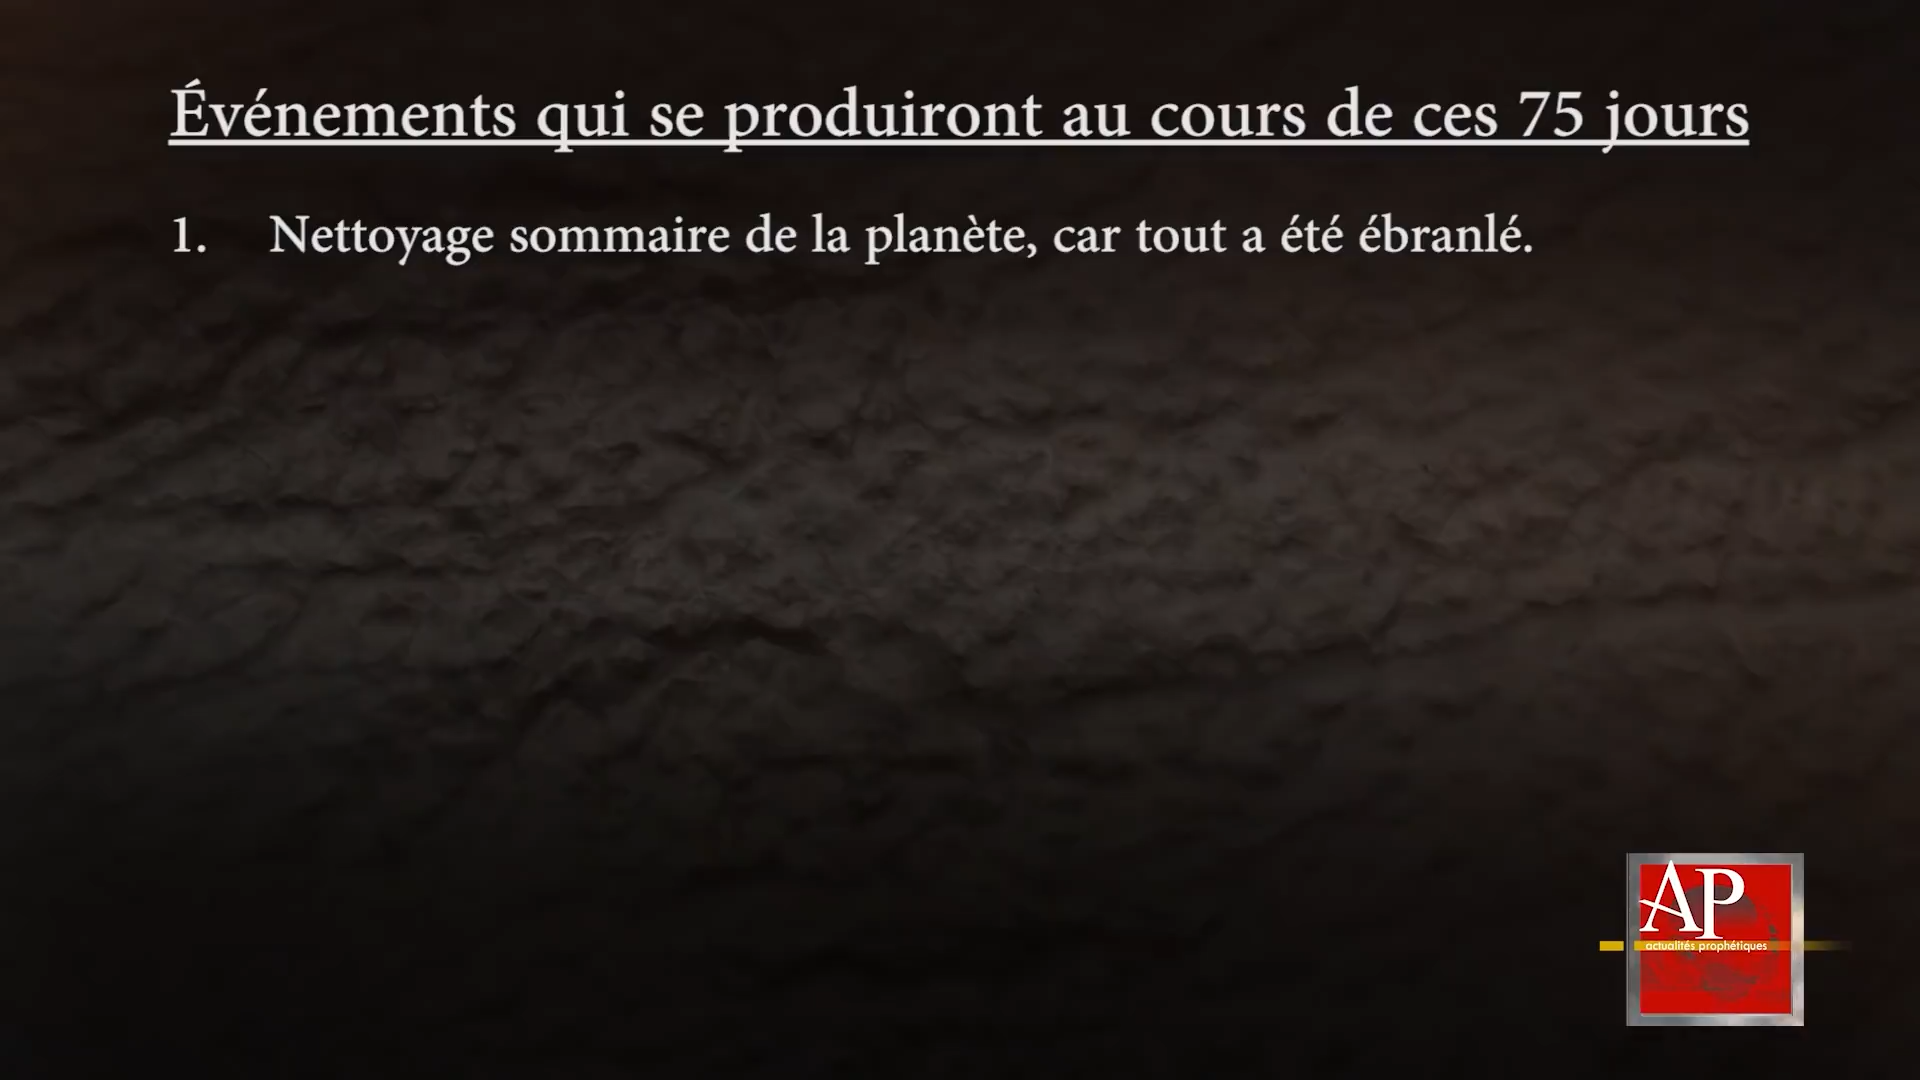 Événements qui se produiront au cours de ces 75 jours
1. Nettoyage sommaire de la planète, car tout a été ébranlé.
AP
actualités prophétiques